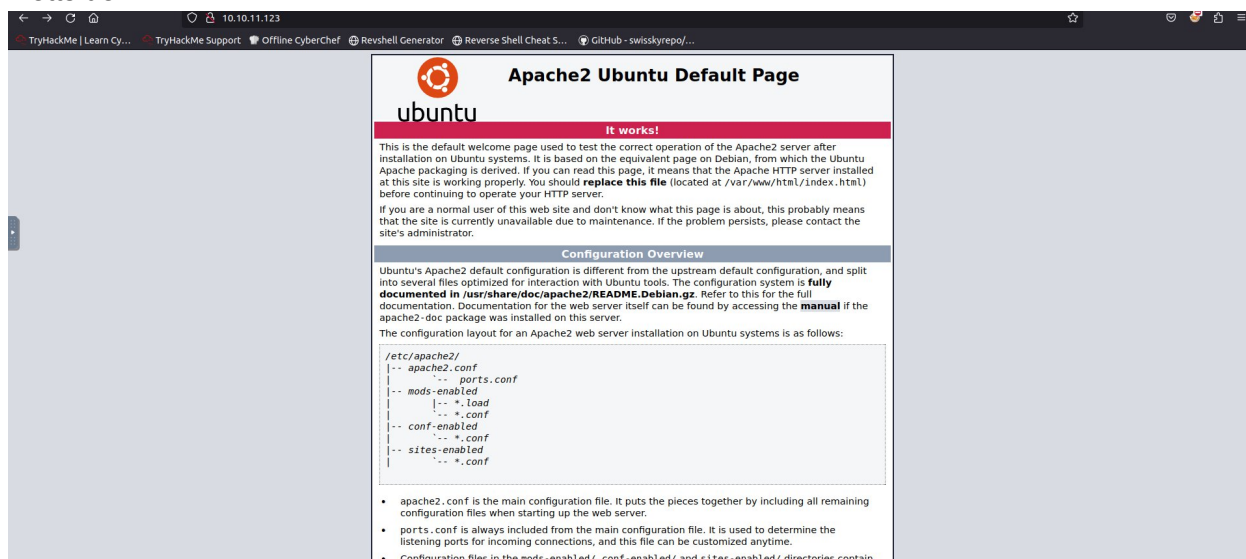 10.10.11.123
TryHackMe | Learn Cy...
TryHackMe Support
Offline CyberChef
Revshell Generator
Reverse Shell Cheat S...
GitHub - swisskyrepo/...
Apache2 Ubuntu Default Page
ubuntu
It works!
This is the default welcome page used to test the correct operation of the Apache2 server after
installation on Ubuntu systems. It is based on the equivalent page on Debian, from which the Ubuntu
Apache packaging is derived. If you can read this page, it means that the Apache HTTP server installed
at this site is working properly. You should replace this file (located at /var/www/html/index.html)
before continuing to operate your HTTP server.
If you are a normal user of this web site and don't know what this page is about, this probably means
that the site is currently unavailable due to maintenance. If the problem persists, please contact the
site's administrator.
Configuration Overview
Ubuntu's Apache2 default configuration is different from the upstream default configuration, and split
into several files optimized for interaction with Ubuntu tools. The configuration system is fully
documented in /usr/share/doc/apache2/README.Debian.gz. Refer to this for the full
documentation. Documentation for the web server itself can be found by accessing the manual if the
apache2-doc package was installed on this server.
The configuration layout for an Apache2 web server installation on Ubuntu systems is as follows:
/etc/apache2/
|-- apache2.conf
|       `--  ports.conf
|-- mods-enabled
|       |-- *.load
|       `-- *.conf
|-- conf-enabled
|       `-- *.conf
|-- sites-enabled
|       `-- *.conf
• apache2.conf is the main configuration file. It puts the pieces together by including all remaining
configuration files when starting up the web server.
• ports.conf is always included from the main configuration file. It is used to determine the
listening ports for incoming connections, and this file can be customized anytime.
• Configuration files in the mods-enabled/, conf-enabled/ and sites-enabled/ directories contain